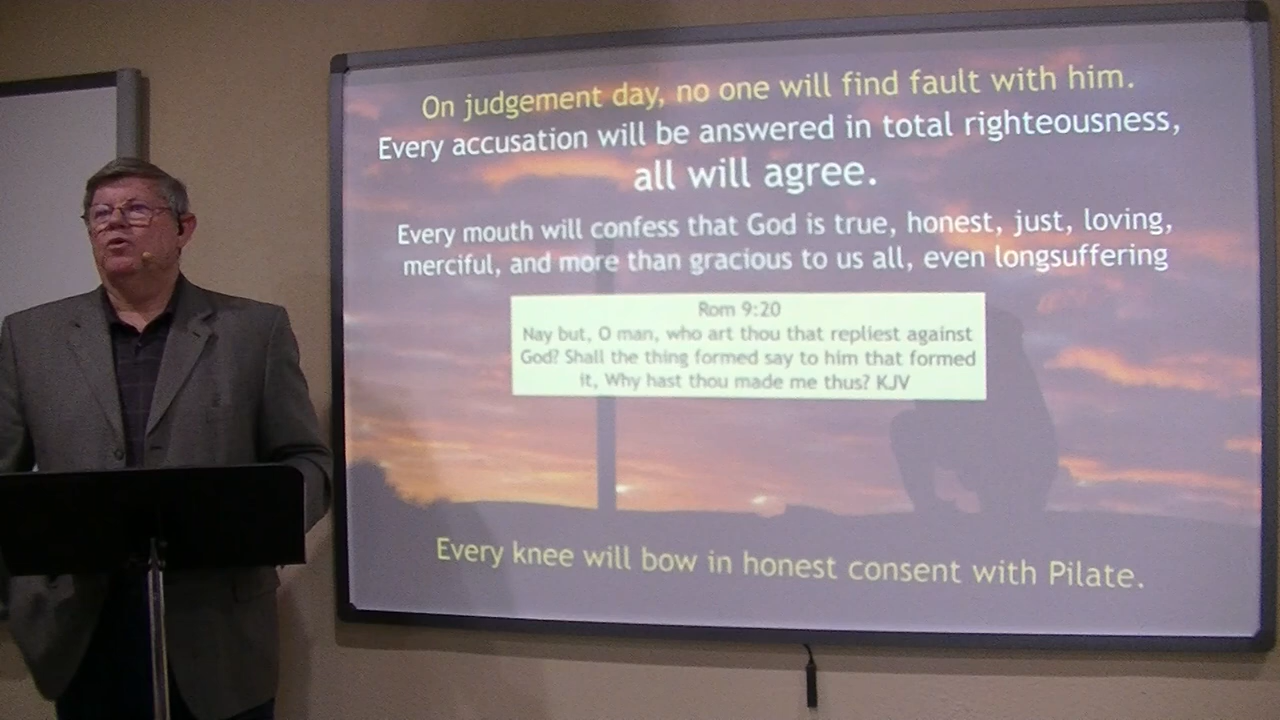 On judgement day, no one will find fault with him.
Every accusation will be answered in total righteousness,
all will agree.
Every mouth will confess that God is true, honest, just, loving,
merciful, and more than gracious to us all, even longsuffering
Rom 9:20
Nay but, O man, who art thou that repliest against
God? Shall the thing formed say to him that formed
it, Why hast thou made me thus? KJV
Every knee will bow in honest consent with Pilate.